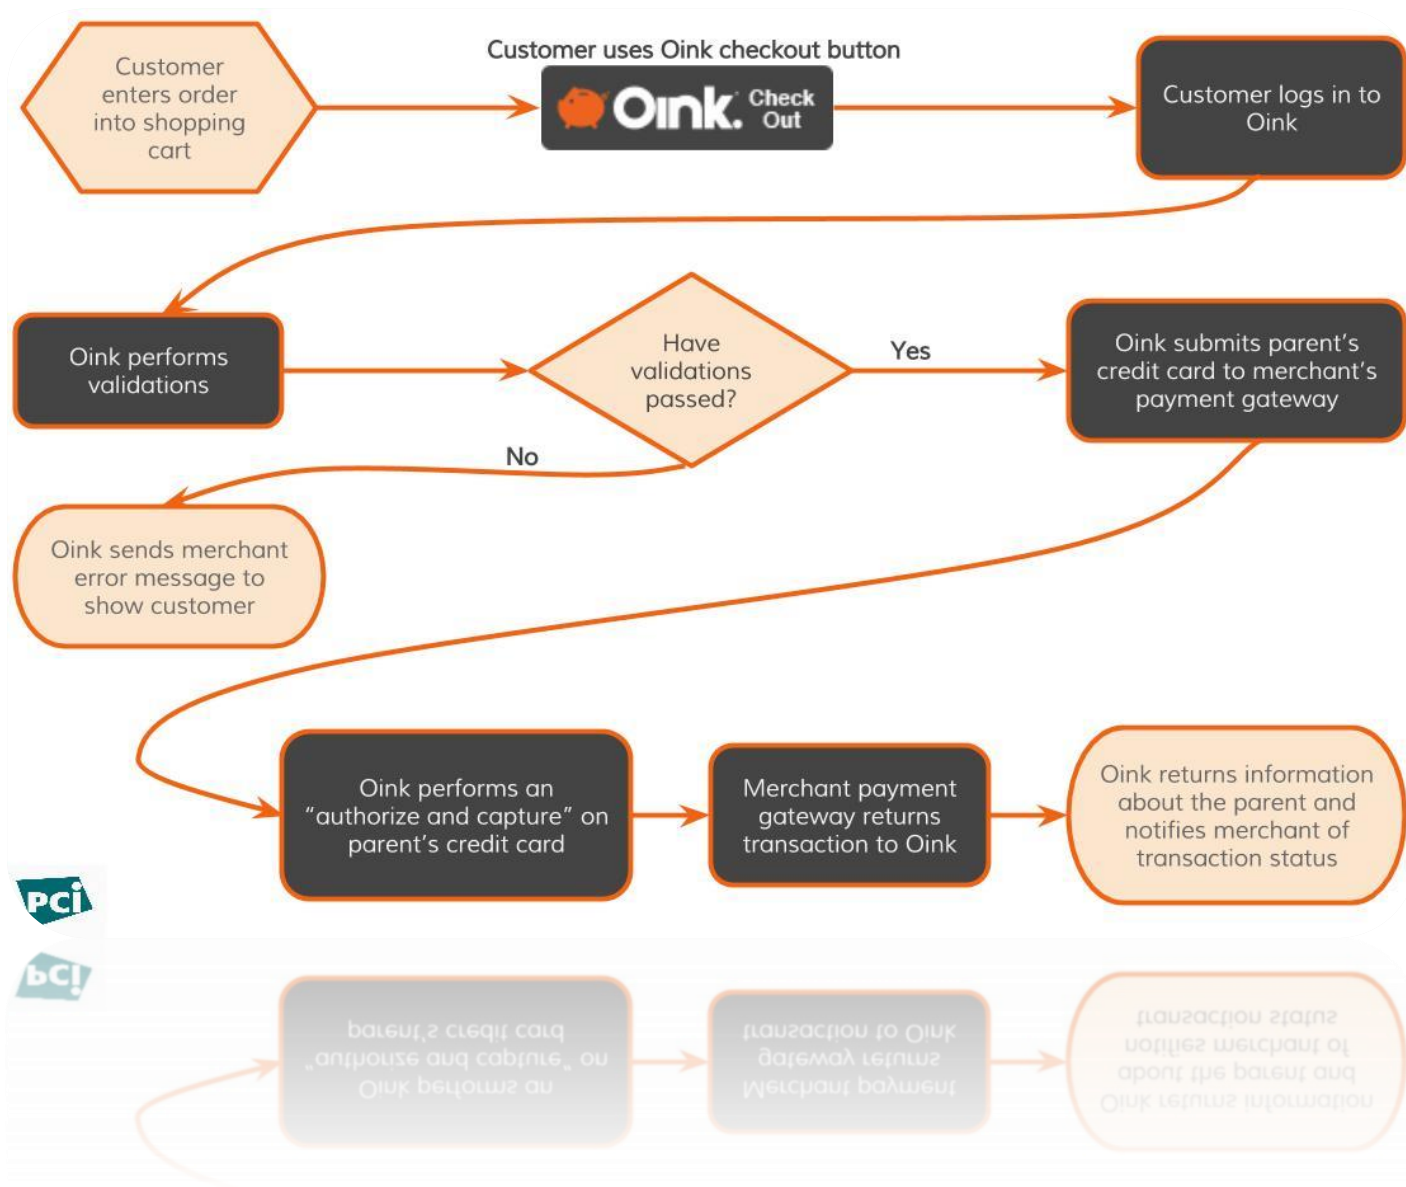 Customer uses Oink checkout button
Customer
enters order
into shopping
cart
Oink. Check
Out
Customer logs in to
Oink
Oink performs
validations
Have
validations
passed?
Yes
Oink submits parent's
credit card to merchant's
payment gateway
No
Oink sends merchant
error message to
show customer
Oink performs an
“authorize and capture” on
parent's credit card
Merchant payment
gateway returns
transaction to Oink
Oink returns information
about the parent and
notifies merchant of
transaction status
PCi